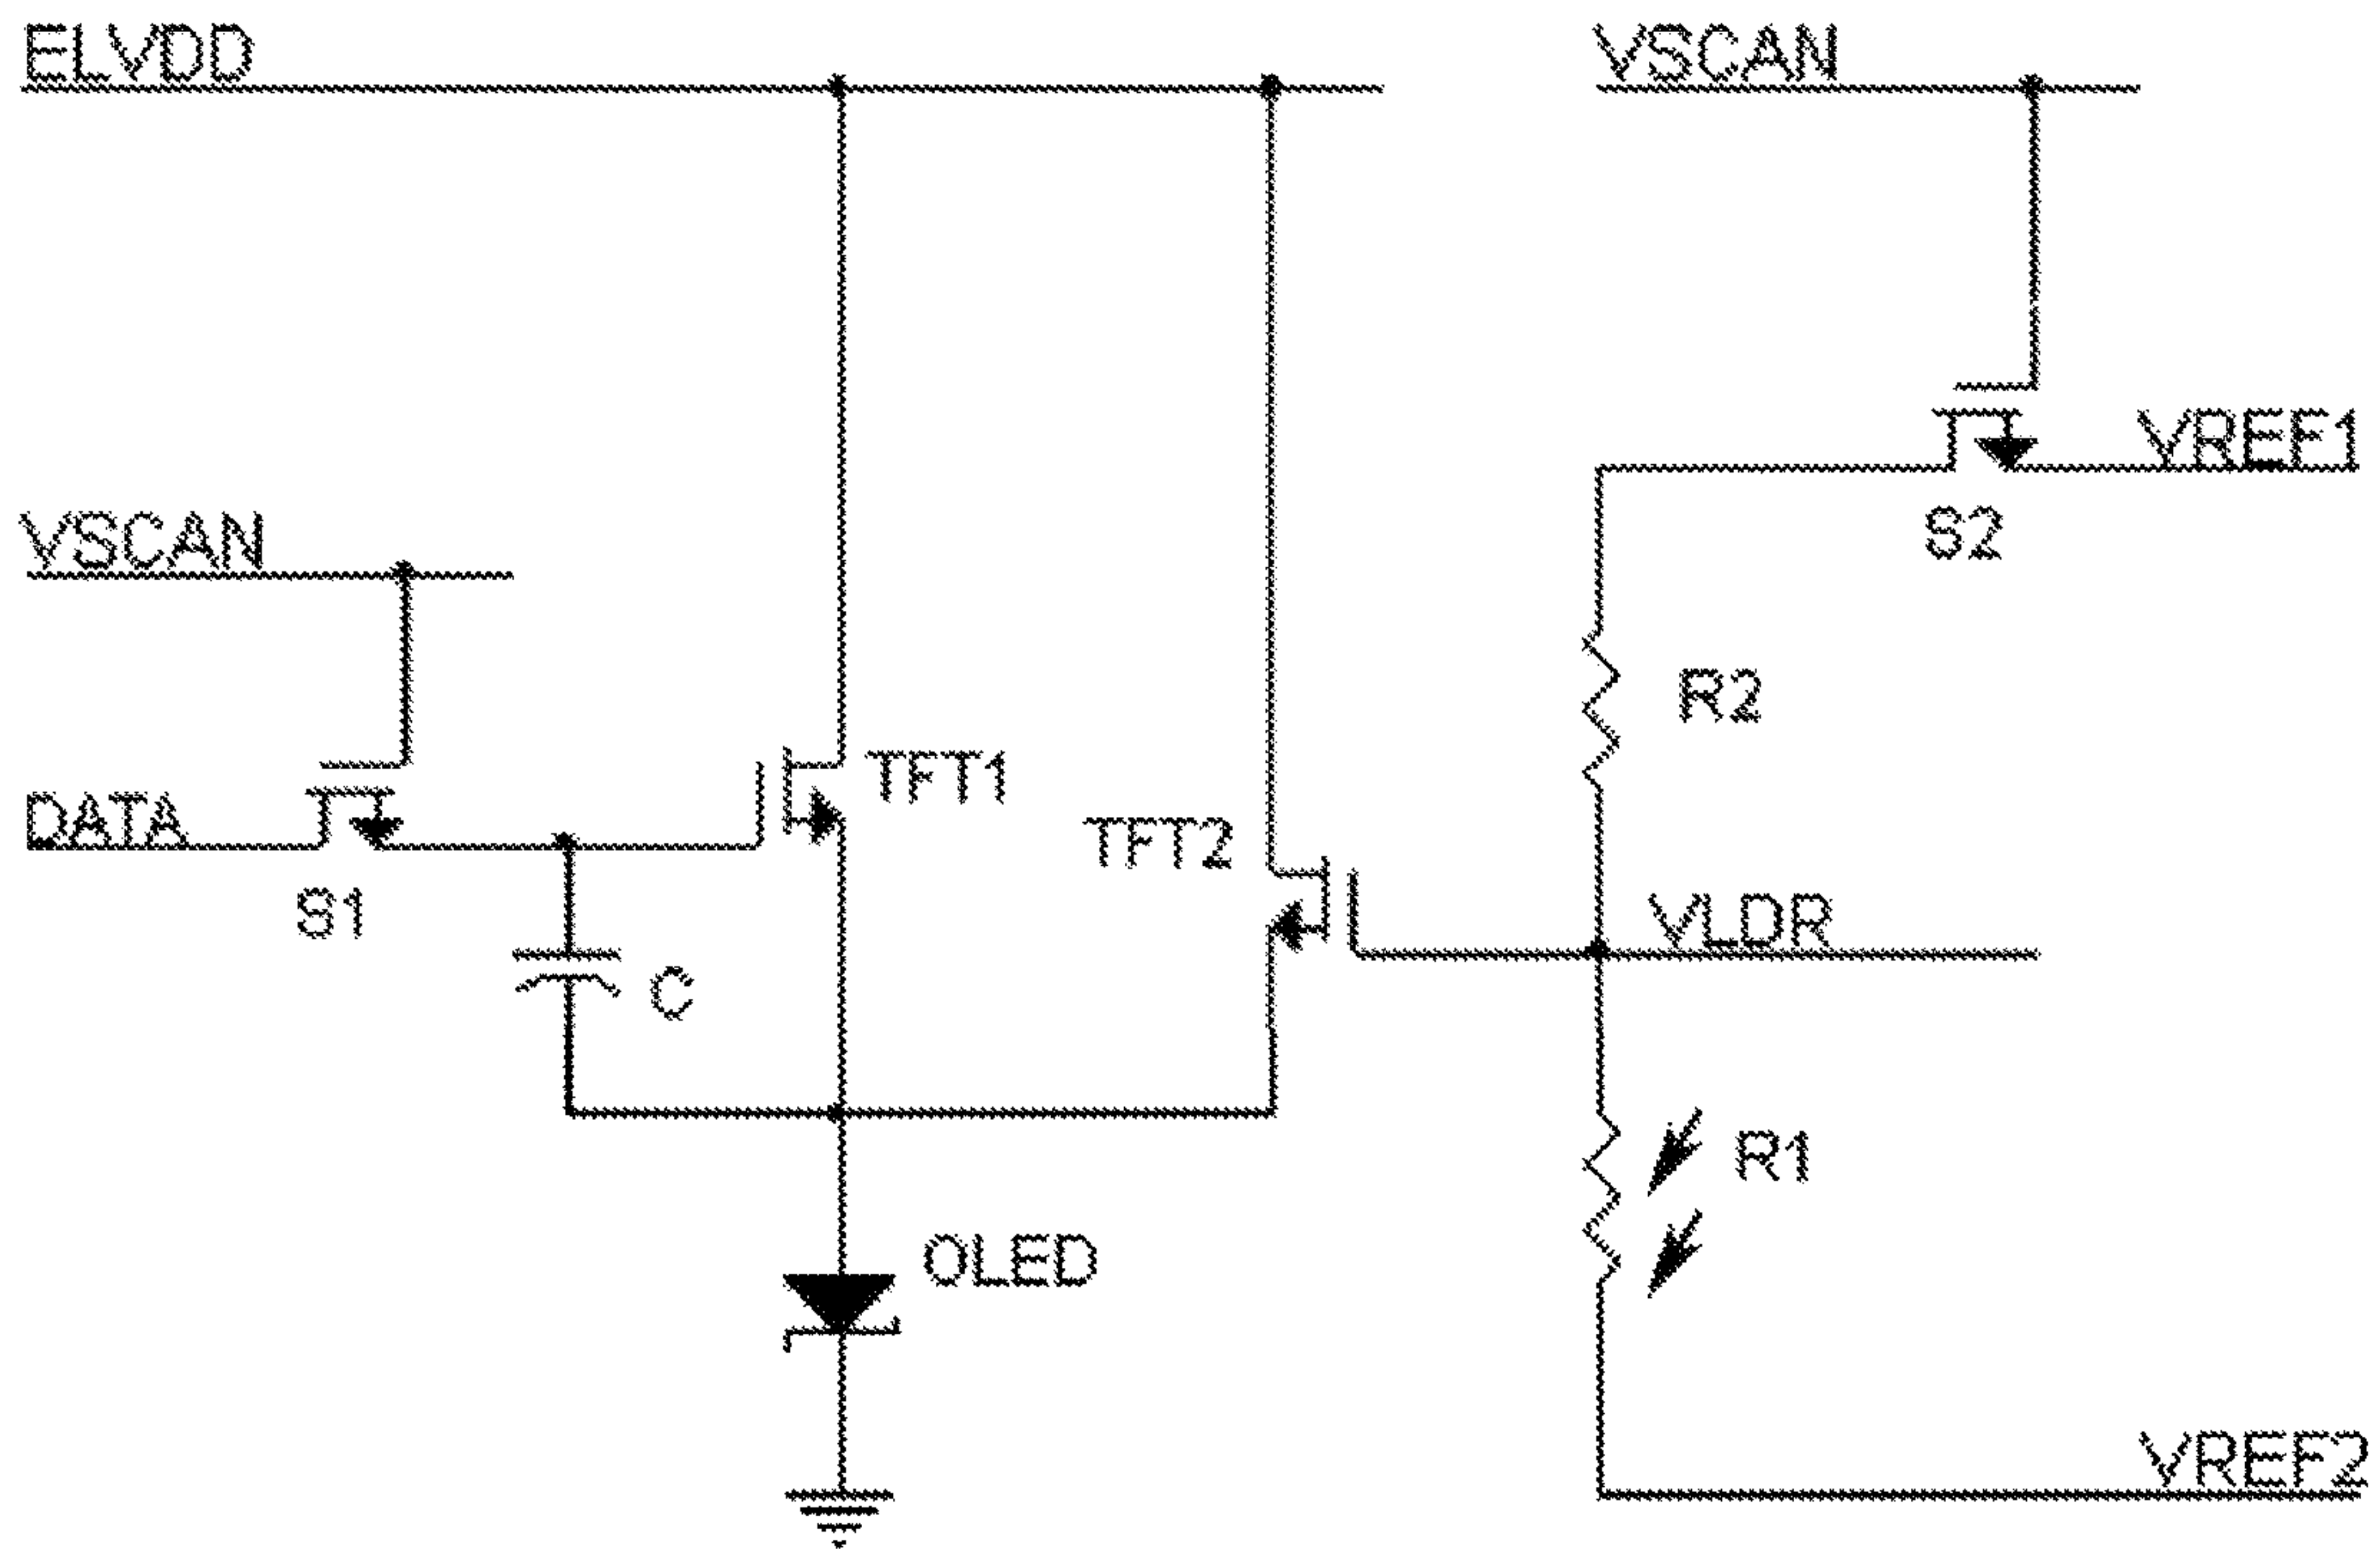 ELVDD
VSCAN
VREF1
S2
VSCAN
R2
TFT1
DATA
TFT2
S1
VLDR
C
R1
OLED
VREF2